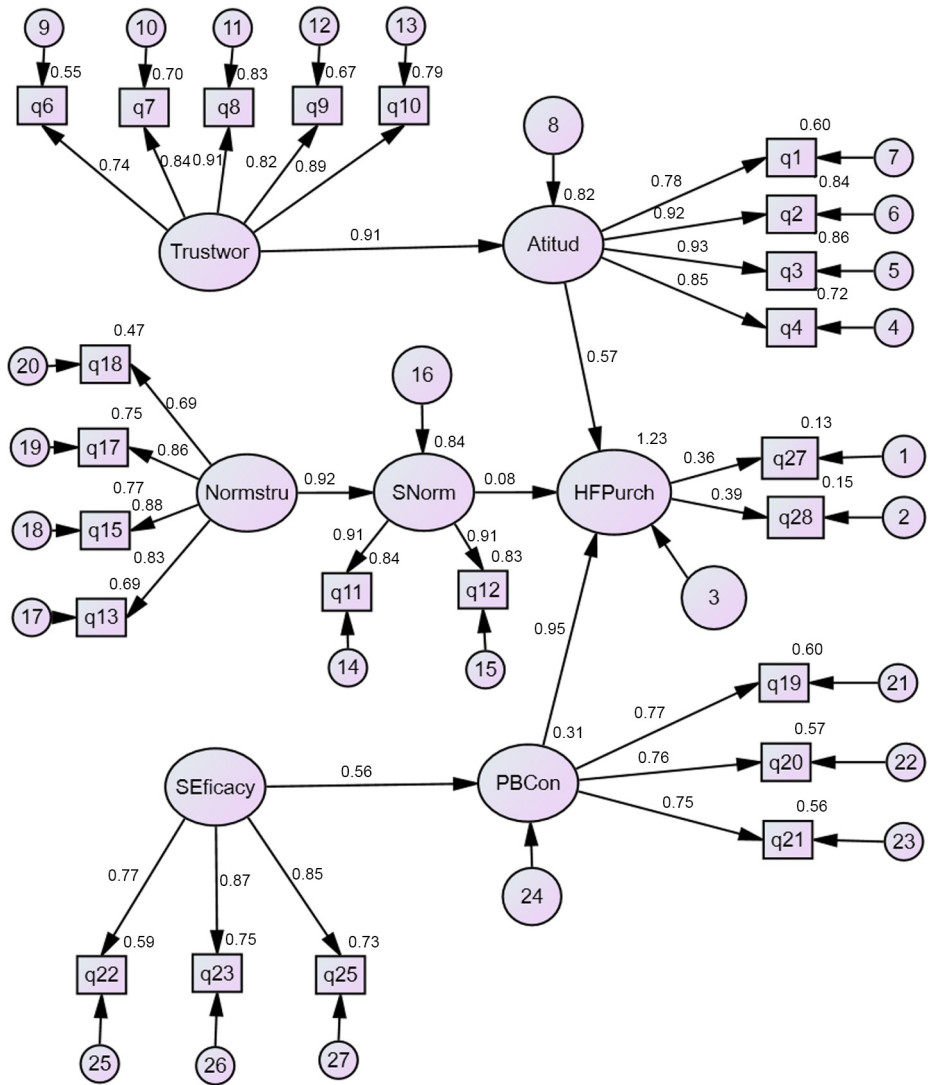 9 10 11 12 13
0.55 0.70 0.83 0.67 0.79
q6 q7 q8 q9 q10
0.74 0.84 0.91 0.82 0.89
Trustwor
0.91
8
0.82
Atitud
0.78 0.92 0.93 0.85
0.60
q1 7
0.84
q2 6
0.86
q3 5
0.72
q4 4
0.57
0.47
20 q18
0.69
0.75
19 q17
0.86
0.77
18 q15
0.88
0.83
0.69
17 q13
Normstru
0.92
16
0.84
SNorm
0.08
0.91 0.91
0.84 0.83
q11 q12
14 15
1.23
HFPurch
0.36
0.13
q27 1
0.39
0.15
q28 2
3
0.95
0.31
PBCon
24
0.77
0.60
q19 21
0.76
0.57
q20 22
0.75
0.56
q21 23
SEficacy
0.56
0.77 0.87 0.85
0.59 0.75 0.73
q22 q23 q25
25 26 27